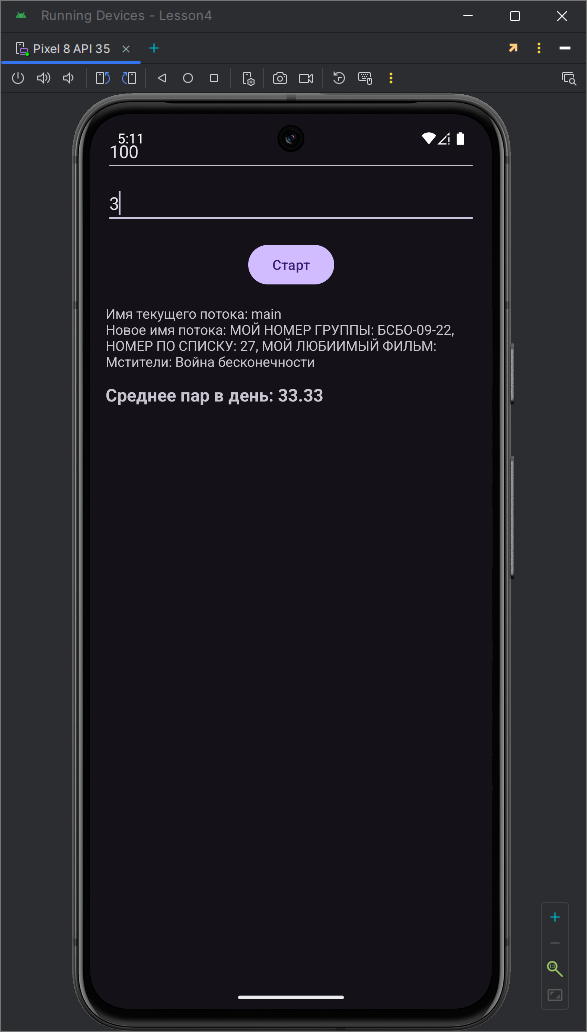 Running Devices - Lesson4
Pixel 8 API 35
5:11
100
3
Старт
Имя текущего потока: main
Новое имя потока: МОЙ НОМЕР ГРУППЫ: БСБО-09-22,
НОМЕР ПО СПИСКУ: 27, МОЙ ЛЮБИИМЫЙ ФИЛЬМ:
Мстители: Война бесконечности
Среднее пар в день: 33.33